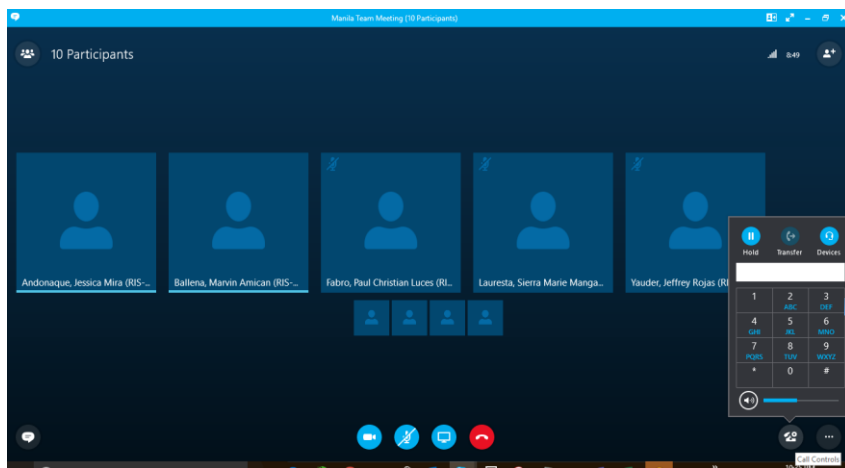 Manila Team Meeting (10 Participants)
10 Participants
8:49
Andonaque, Jessica Mira (RIS-...
Ballena, Marvin Amican (RIS-...
Fabro, Paul Christian Luces (RI...
Lauresta, Sierra Marie Manga...
Yauder, Jeffrey Rojas (RI
Hold Transfer Devices
1 2 3
ABC DEF
4 5 6
GHI JKL MNO
7 8 9
PQRS TUV WXYZ
* 0 #
Call Controls